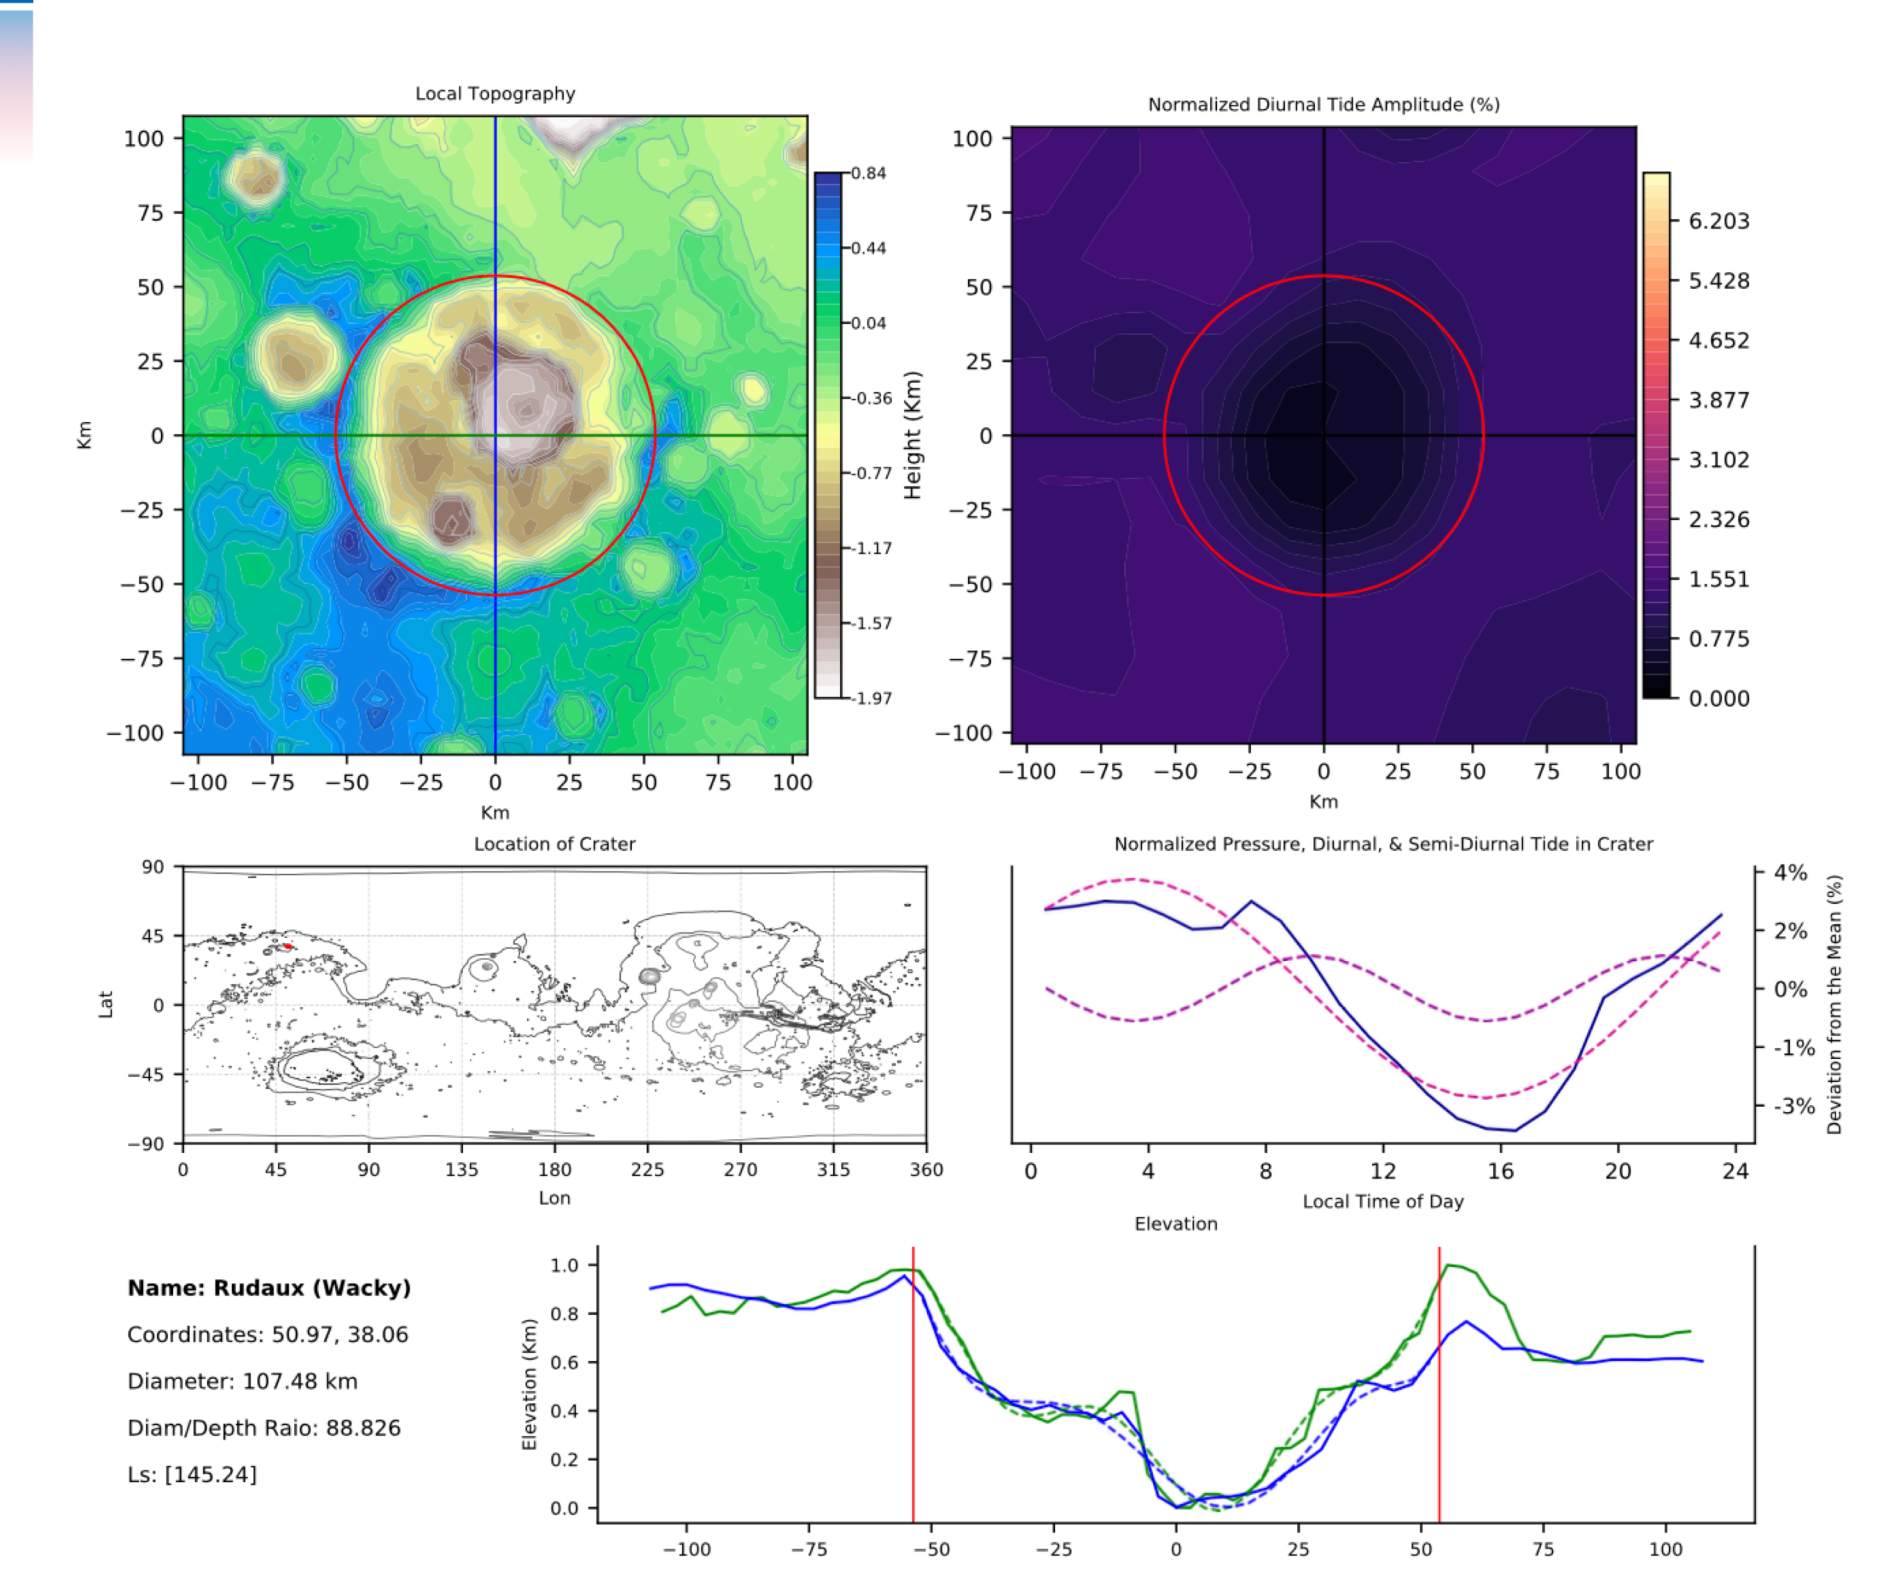 Local Topography
100
75
50
25
0
−25
−50
−75
−100
Km
−100 −75 −50 −25 0 25 50 75 100
Km
0.84
0.44
0.04
-0.36
-0.77
-1.17
-1.57
-1.97
Height (Km)
Normalized Diurnal Tide Amplitude (%)
100
75
50
25
0
−25
−50
−75
−100
−100 −75 −50 −25 0 25 50 75 100
Km
6.203
5.428
4.652
3.877
3.102
2.326
1.551
0.775
0.000
Location of Crater
90
45
0
−45
−90
Lat
0 45 90 135 180 225 270 315 360
Lon
Normalized Pressure, Diurnal, & Semi-Diurnal Tide in Crater
4%
2%
0%
-1%
-3%
Deviation from the Mean (%)
0 4 8 12 16 20 24
Local Time of Day
Name: Rudaux (Wacky)
Coordinates: 50.97, 38.06
Diameter: 107.48 km
Diam/Depth Raio: 88.826
Ls: [145.24]
Elevation
1.0
0.8
0.6
0.4
0.2
0.0
Elevation (Km)
−100 −75 −50 −25 0 25 50 75 100